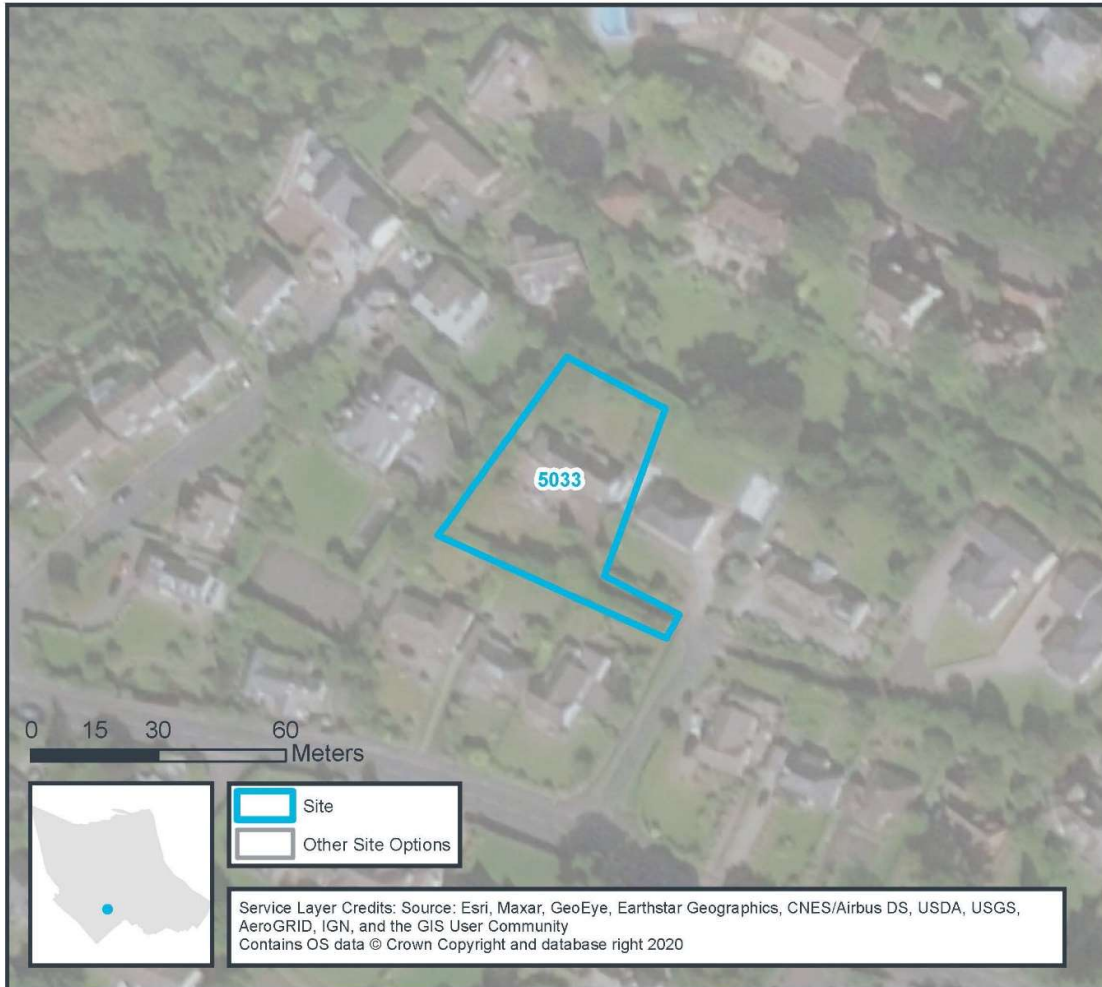 5033
0 15 30 60
Meters
Site
Other Site Options
Service Layer Credits: Source: Esri, Maxar, GeoEye, Earthstar Geographics, CNES/Airbus DS, USDA, USGS,
AeroGRID, IGN, and the GIS User Community
Contains OS data © Crown Copyright and database right 2020